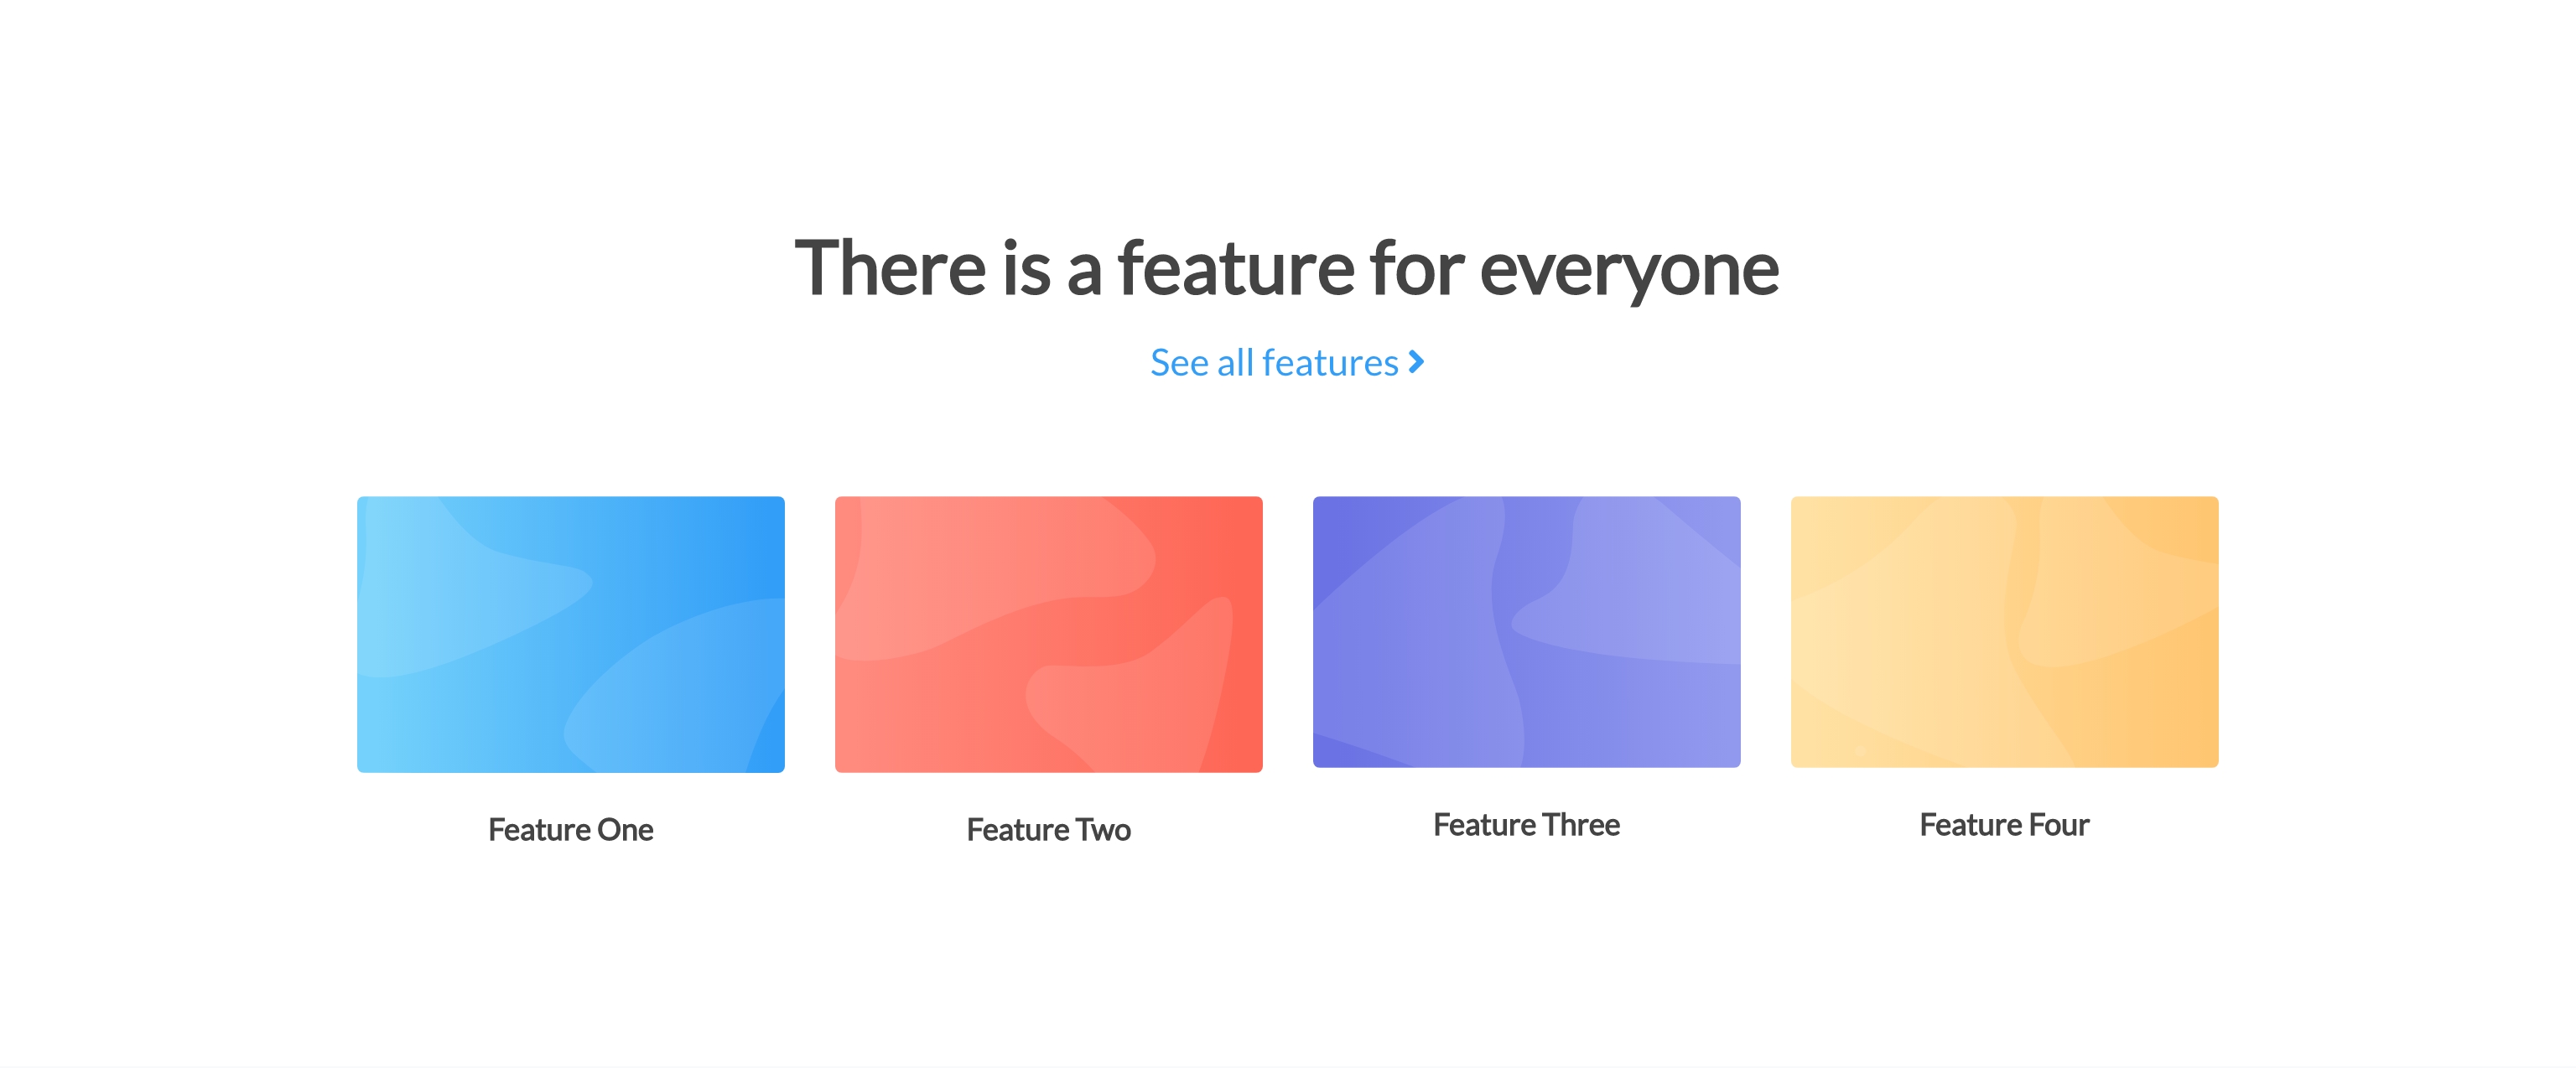 There is a feature for everyone
See all features
Feature One
Feature Two
Feature Three
Feature Four